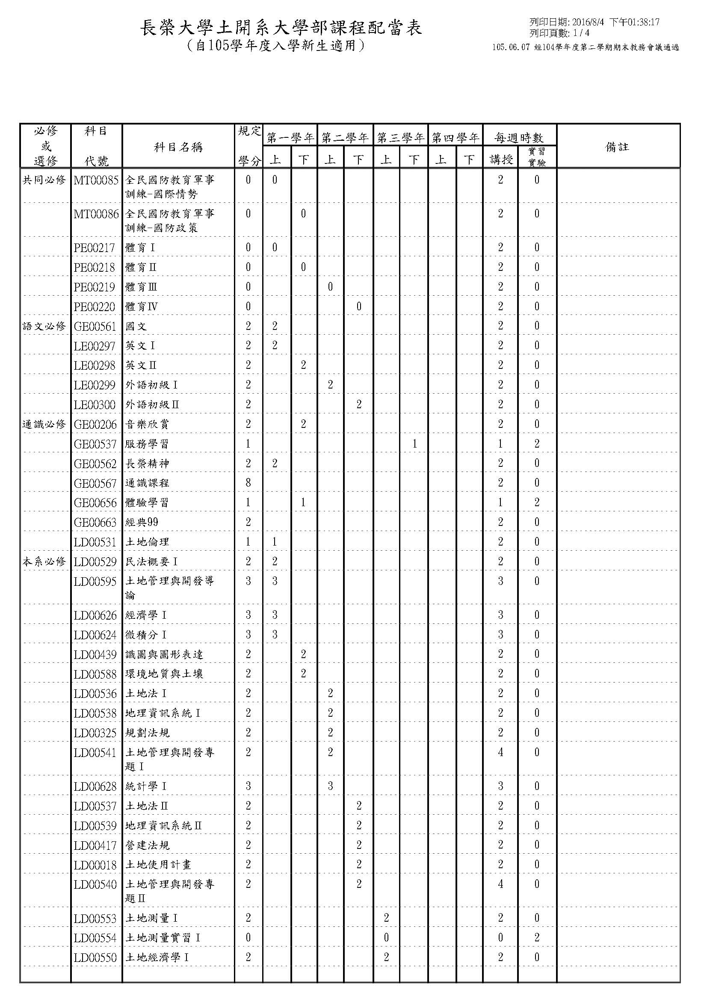 長榮大學土開系大學部課程配當表
（自105學年度入學新生適用）
列印日期: 2016/8/4 下午01:38:17
列印頁數: 1 / 4
105.06.07 經104學年度第二學期期末教務會議通過
必修或選修 科目代號 科目名稱 規定學分 第一學年 第二學年 第三學年 第四學年 每週時數 備註
上 下 上 下 上 下 上 下 講授 實習實驗
共同必修 MT00085 全民國防教育軍事 0 0 2 0
訓練-國際情勢
MT00086 全民國防教育軍事 0 0 2 0
訓練-國防政策
PE00217 體育Ⅰ 0 0 2 0
PE00218 體育Ⅱ 0 0 2 0
PE00219 體育Ⅲ 0 0 2 0
PE00220 體育Ⅳ 0 0 2 0
語文必修 GE00561 國文 2 2 2 0
LE00297 英文Ⅰ 2 2 2 0
LE00298 英文Ⅱ 2 2 2 0
LE00299 外語初級Ⅰ 2 2 2 0
LE00300 外語初級Ⅱ 2 2 2 0
通識必修 GE00206 音樂欣賞 2 2 2 0
GE00537 服務學習 1 1 1 2
GE00562 長榮精神 2 2 2 0
GE00567 通識課程 8 2 0
GE00656 體驗學習 1 1 1 2
GE00663 經典99 2 2 0
LD00531 土地倫理 1 1 2 0
本系必修 LD00529 民法概要Ⅰ 2 2 2 0
LD00595 土地管理與開發導 3 3 3 0
論
LD00626 經濟學Ⅰ 3 3 3 0
LD00624 微積分Ⅰ 3 3 3 0
LD00439 識圖與圖形表達 2 2 2 0
LD00588 環境地質與土壤 2 2 2 0
LD00536 土地法Ⅰ 2 2 2 0
LD00538 地理資訊系統Ⅰ 2 2 2 0
LD00325 規劃法規 2 2 2 0
LD00541 土地管理與開發專 2 2 4 0
題Ⅰ
LD00628 統計學Ⅰ 3 3 3 0
LD00537 土地法Ⅱ 2 2 2 0
LD00539 地理資訊系統Ⅱ 2 2 2 0
LD00417 營建法規 2 2 2 0
LD00018 土地使用計畫 2 2 2 0
LD00540 土地管理與開發專 2 2 4 0
題Ⅱ
LD00553 土地測量Ⅰ 2 2 2 0
LD00554 土地測量實習Ⅰ 0 0 0 2
LD00550 土地經濟學Ⅰ 2 2 2 0